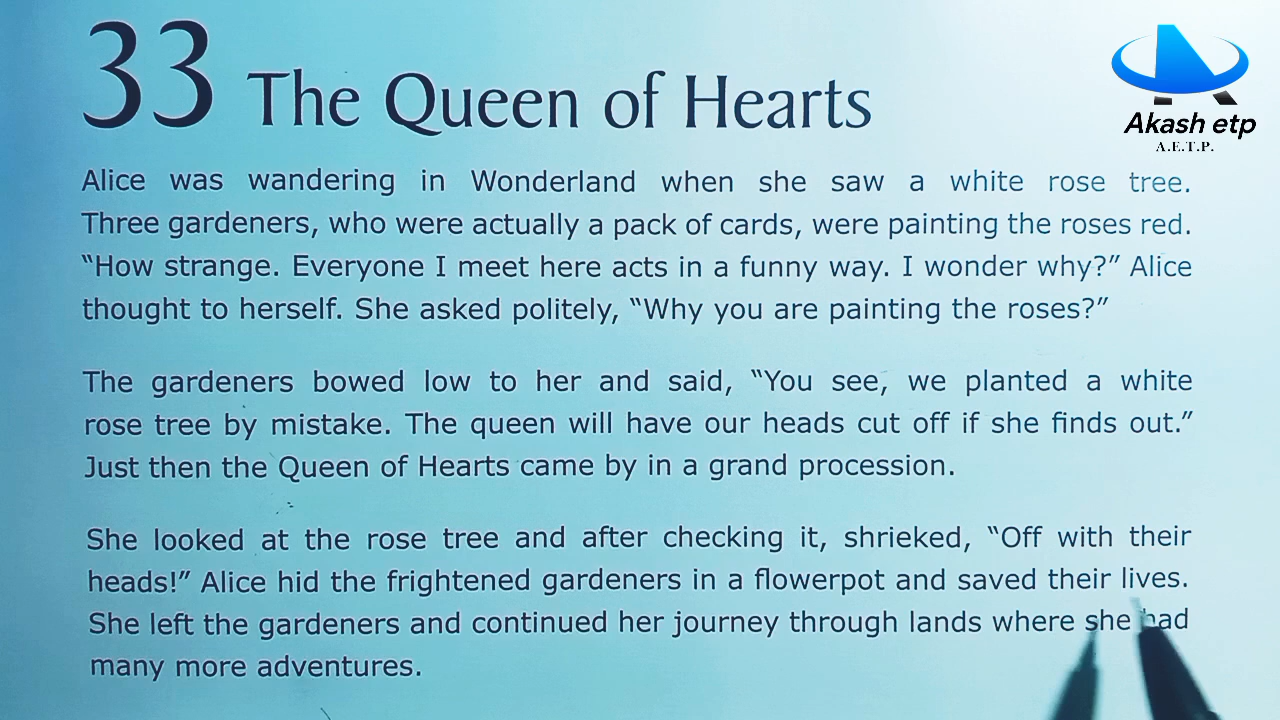 33 The Queen of Hearts
Akash etp
A.E.T.P.
Alice was wandering in Wonderland when she saw a white rose tree.
Three gardeners, who were actually a pack of cards, were painting the roses red.
“How strange. Everyone I meet here acts in a funny way. I wonder why?” Alice
thought to herself. She asked politely, “Why you are painting the roses?”
The gardeners bowed low to her and said, “You see, we planted a white
rose tree by mistake. The queen will have our heads cut off if she finds out.”
Just then the Queen of Hearts came by in a grand procession.
She looked at the rose tree and after checking it, shrieked, “Off with their
heads!” Alice hid the frightened gardeners in a flowerpot and saved their lives.
She left the gardeners and continued her journey through lands where she had
many more adventures.